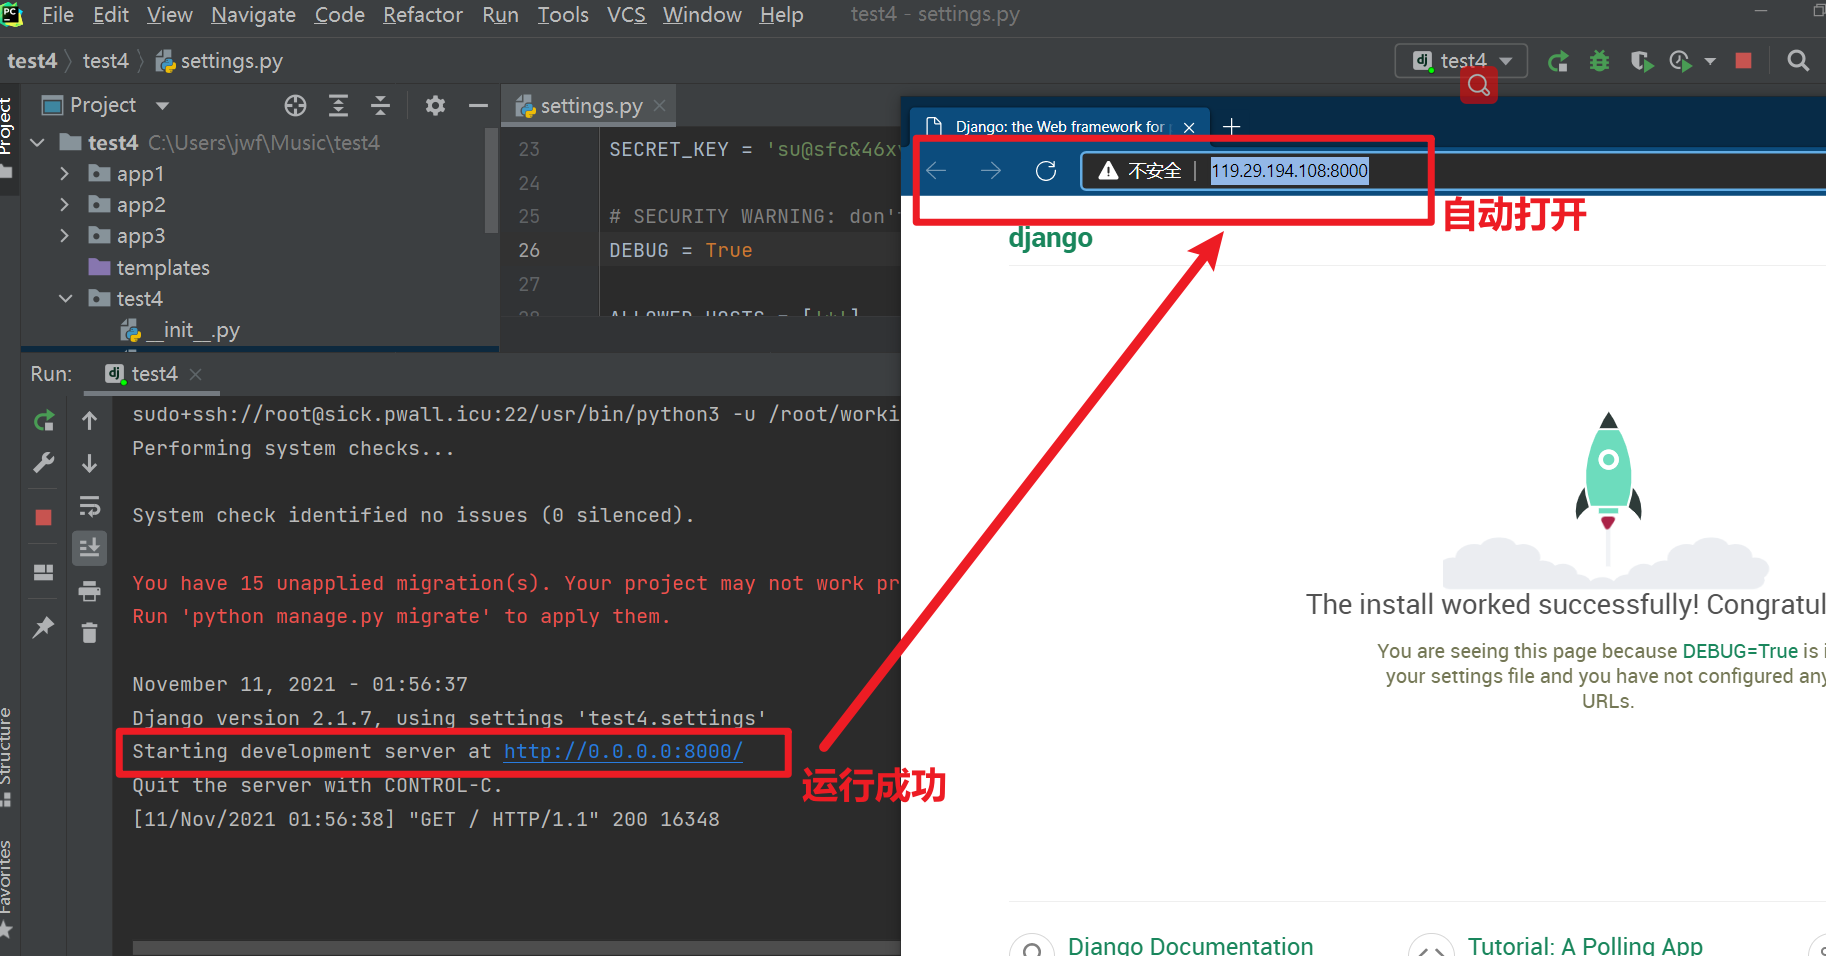 File Edit View Navigate Code Refactor Run Tools VCS Window Help test4 - settings.py
test4 test4 settings.py
test4
Project
Project
settings.py
test4 C:\Users\jwf\Music\test4
app1
app2
app3
templates
test4
__init__.py
23 SECRET_KEY = 'su@sfc&46x
24
25 # SECURITY WARNING: don'
26 DEBUG = True
27
28 ALLOWED_HOSTS = ['*']
Run: test4
sudo+ssh://root@sick.pwall.icu:22/usr/bin/python3 -u /root/worki
Performing system checks...
System check identified no issues (0 silenced).
You have 15 unapplied migration(s). Your project may not work pr
Run 'python manage.py migrate' to apply them.
November 11, 2021 - 01:56:37
Django version 2.1.7, using settings 'test4.settings'
Starting development server at http://0.0.0.0:8000/
Quit the server with CONTROL-C.
[11/Nov/2021 01:56:38] "GET / HTTP/1.1" 200 16348
运行成功
Structure
Favorites
Django: the Web framework for
不安全 119.29.194.108:8000
自动打开
django
The install worked successfully! Congratul
You are seeing this page because DEBUG=True is i
your settings file and you have not configured any
URLs.
Django Documentation
Tutorial: A Polling App